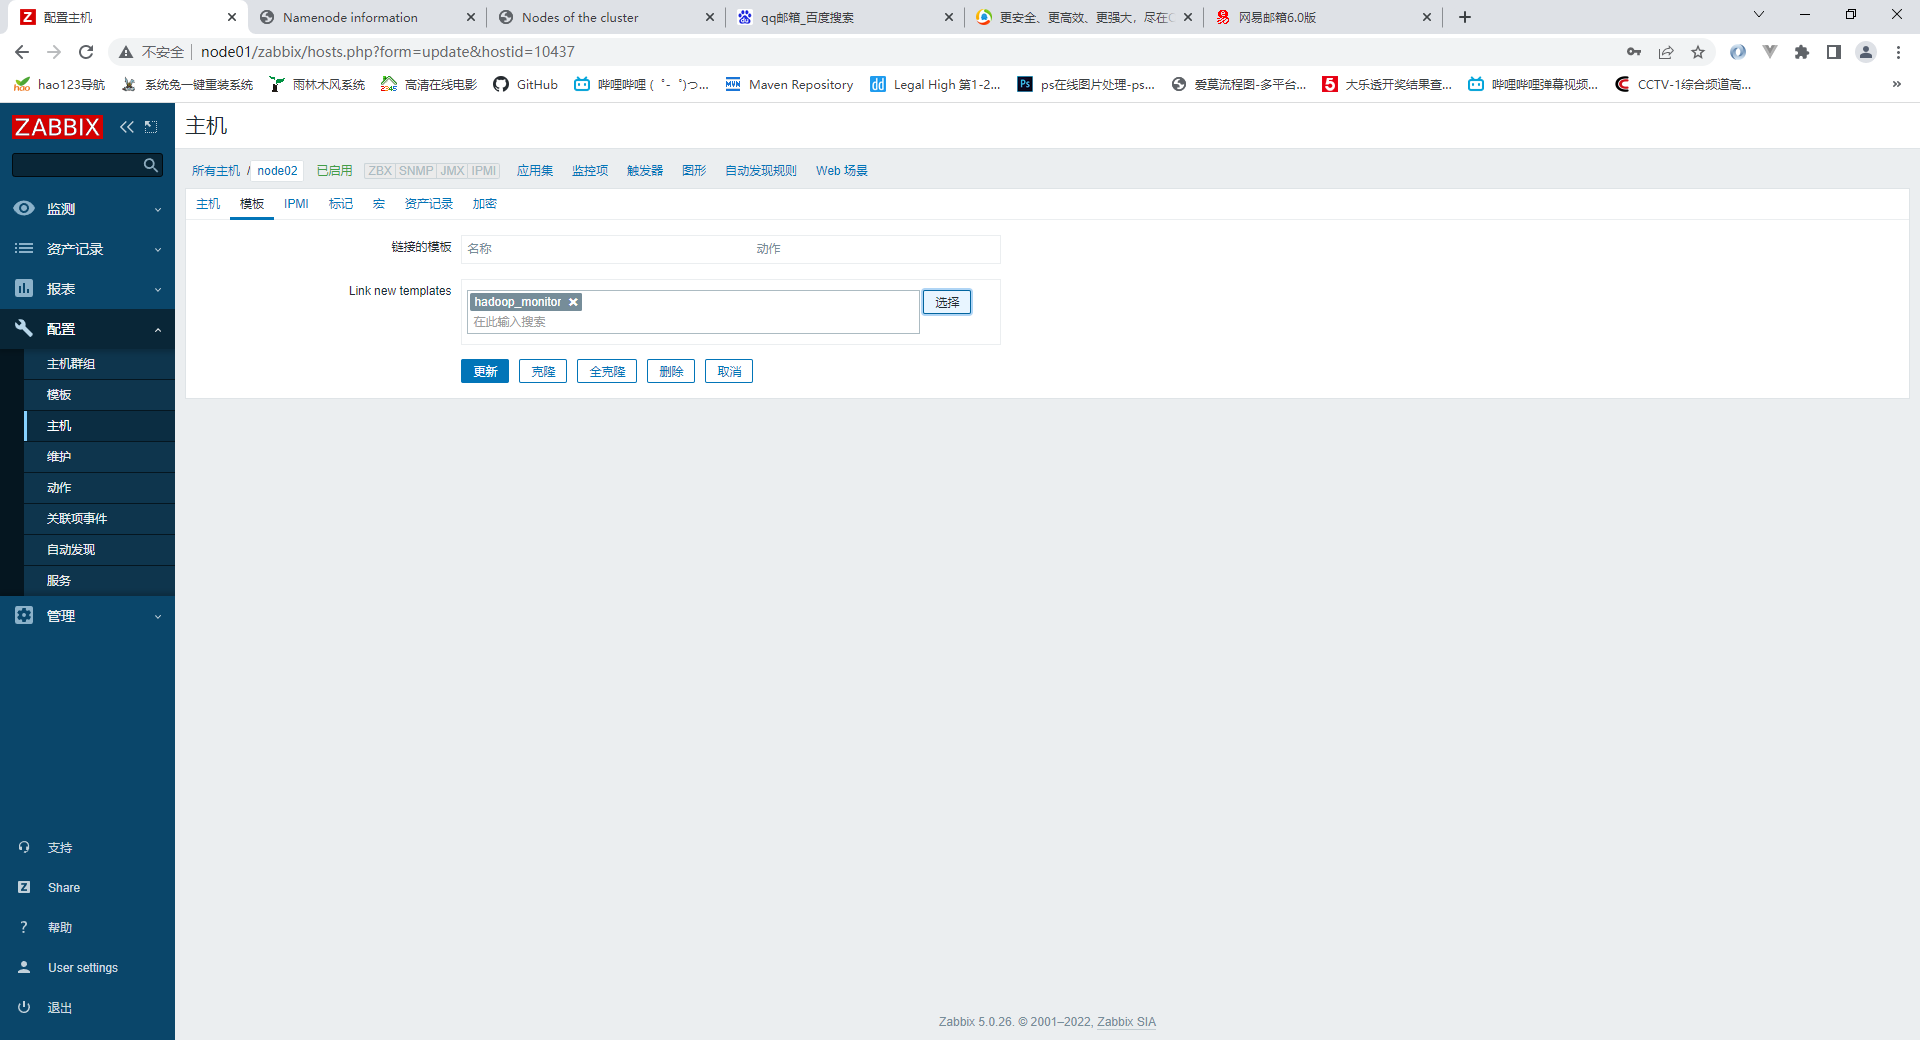 配置主机
Namenode information
Nodes of the cluster
qq邮箱_百度搜索
更安全、更高效、更强大，尽在
网易邮箱6.0版
不安全
node01/zabbix/hosts.php?form=update&hostid=10437
hao123导航
系统兔一键重装系统
雨林木风系统
高清在线电影
GitHub
哔哩哔哩 (゜-゜)つ...
Maven Repository
Legal High 第1-2...
ps在线图片处理-ps...
爱莫流程图-多平台...
大乐透开奖结果查...
哔哩哔哩弹幕视频...
CCTV-1综合频道高...
ZABBIX
监测
资产记录
报表
配置
主机群组
模板
主机
维护
动作
关联项事件
自动发现
服务
管理
支持
Share
帮助
User settings
退出
主机
所有主机 / node02 已启用 ZBX SNMP JMX IPMI 应用集 监控项 触发器 图形 自动发现规则 Web 场景
主机 模板 IPMI 标记 宏 资产记录 加密
链接的模板 名称 动作
Link new templates hadoop_monitor 选择
在此输入搜索
更新 克隆 全克隆 删除 取消
Zabbix 5.0.26. © 2001–2022, Zabbix SIA